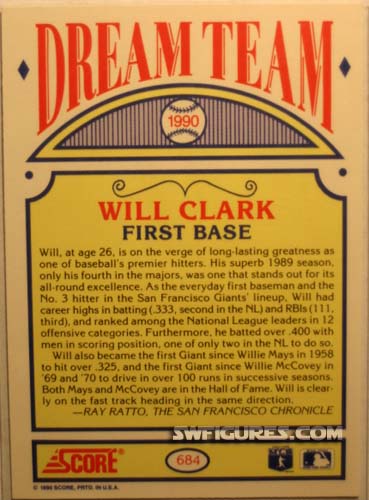 DREAM TEAM
1990
WILL CLARK
FIRST BASE
Will, at age 26, is on the verge of long-lasting greatness as
one of baseball's premier hitters. His superb 1989 season,
only his fourth in the majors, was one that stands out for its
all-round excellence. As the everyday first baseman and the
No. 3 hitter in the San Francisco Giants' lineup, Will had
career highs in batting (.333, second in the NL) and RBIs (111,
third), and ranked among the National League leaders in 12
offensive categories. Furthermore, he batted over .400 with
men in scoring position, one of only two in the NL to do so.
Will also became the first Giant since Willie Mays in 1958
to hit over .325, and the first Giant since Willie McCovey in
'69 and '70 to drive in over 100 runs in successive seasons.
Both Mays and McCovey are in the Hall of Fame. Will is clear-
ly on the fast track heading in the same direction.
—RAY RATTO, THE SAN FRANCISCO CHRONICLE
SWFIGURES.COM
SCORE
684
© 1990 SCORE, PRTD. IN U.S.A.